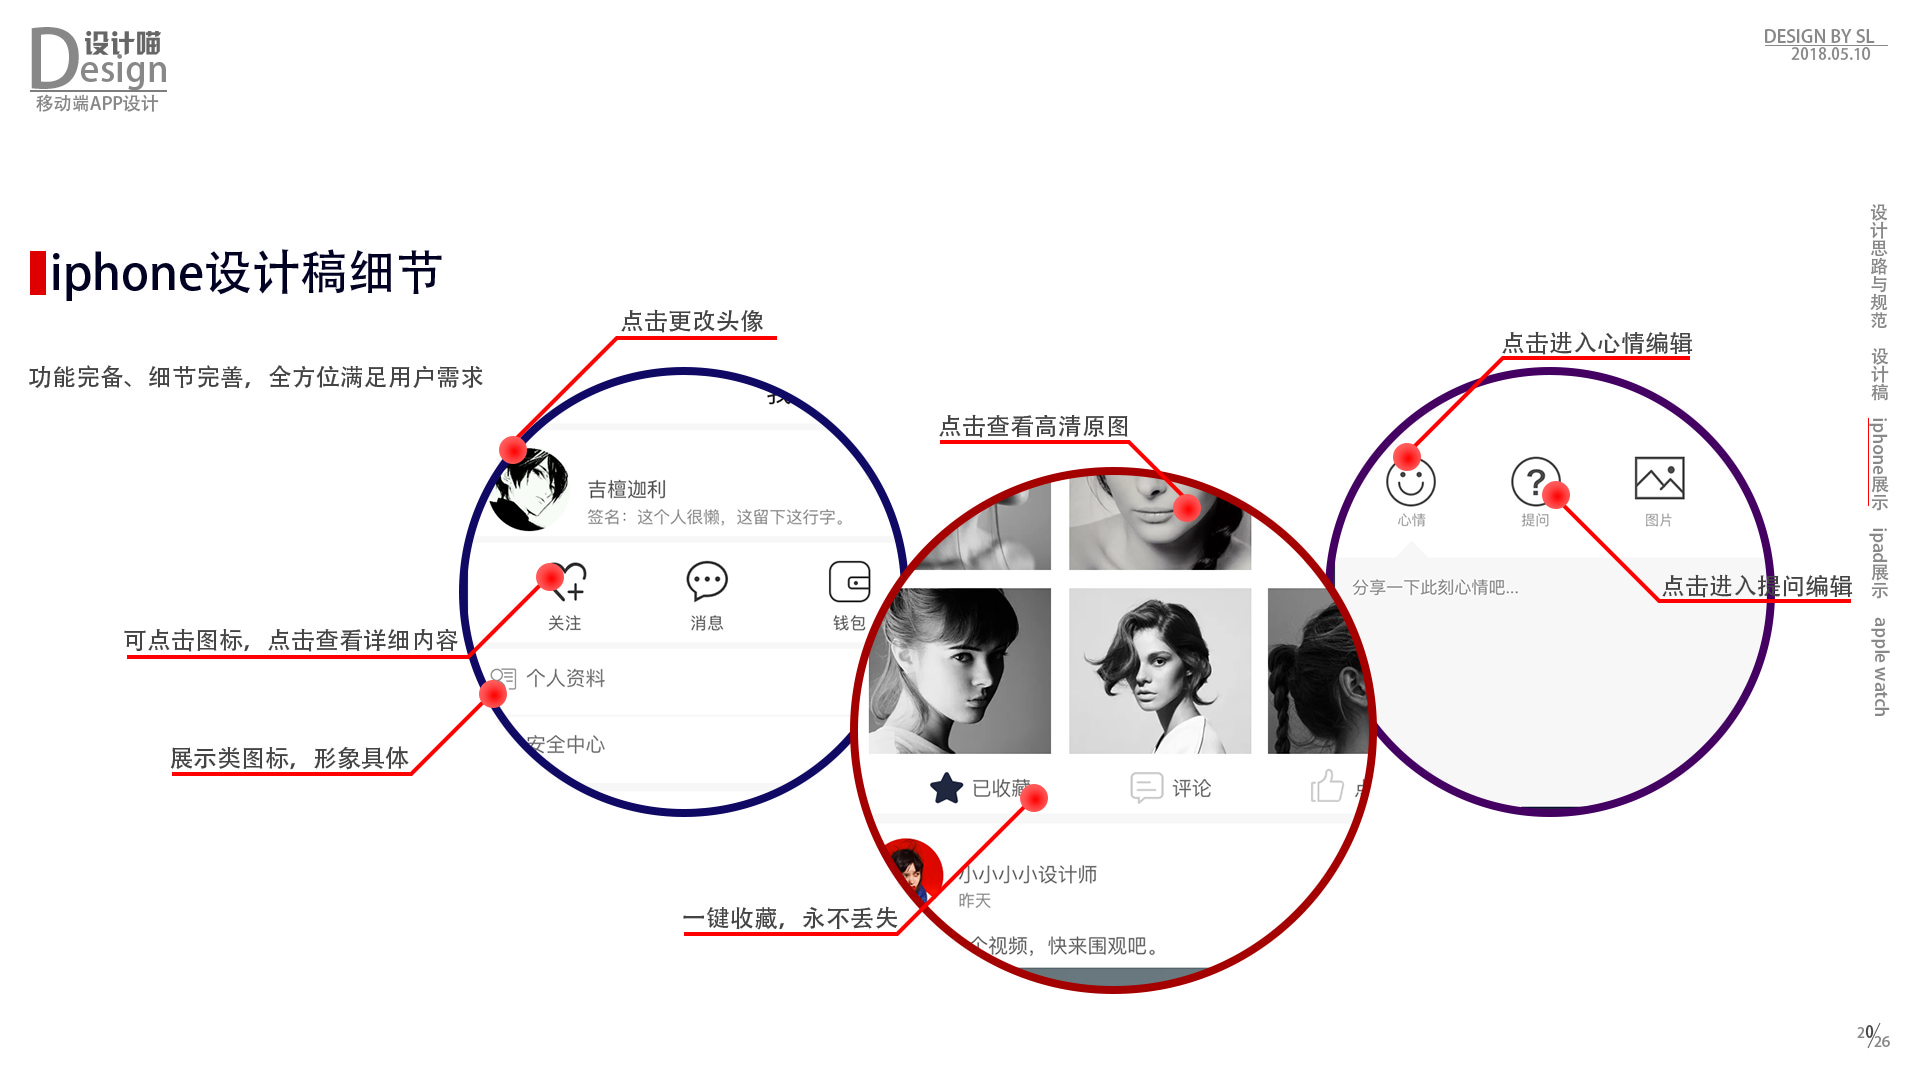 设计喵
Design
移动端APP设计
DESIGN BY SL
2018.05.10
iphone设计稿细节
功能完备、细节完善，全方位满足用户需求
点击更改头像
吉檀迦利
签名：这个人很懒，这留下这行字。
关注
消息
钱包
可点击图标，点击查看详细内容
个人资料
展示类图标，形象具体
安全中心
点击查看高清原图
已收藏
评论
小小小小设计师
昨天
一键收藏，永不丢失
个视频，快来围观吧。
点击进入心情编辑
心情
提问
图片
分享一下此刻心情吧...
点击进入提问编辑
设计思路与规范
设计稿
iphone展示
ipad展示
apple watch
20/26